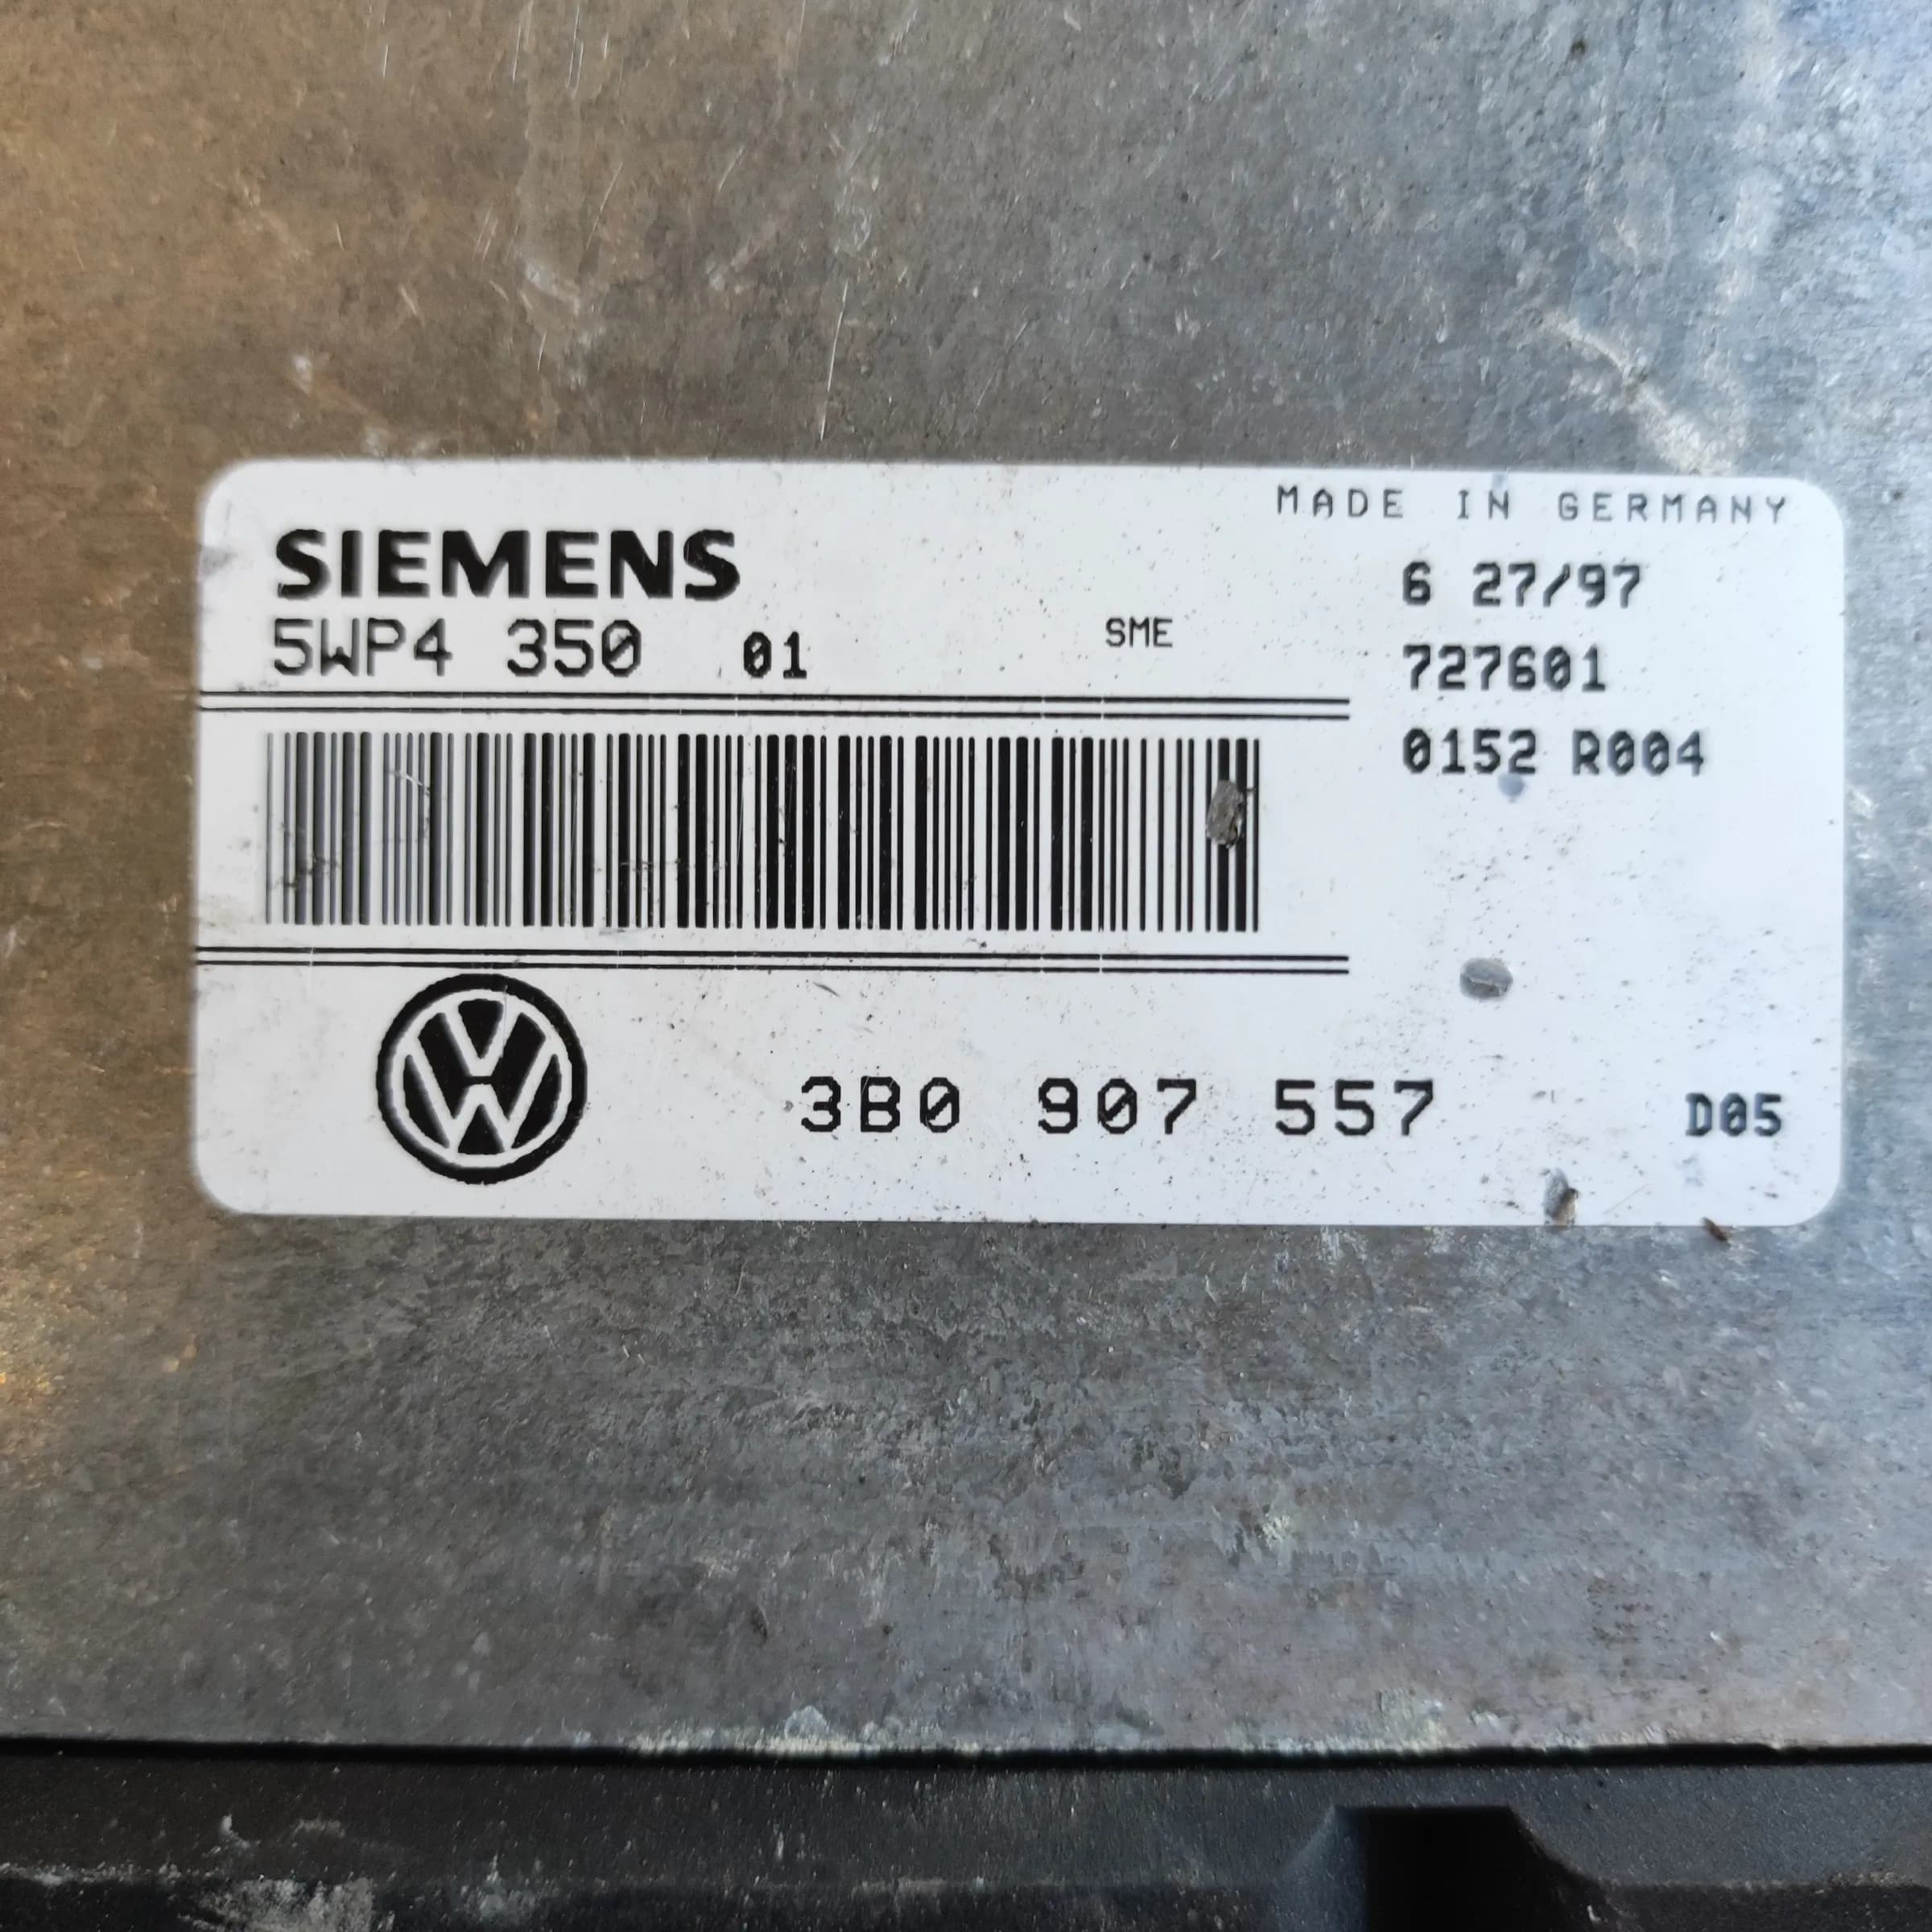 MADE IN GERMANY
SIEMENS
6 27/97
5WP4 350 01 SME
727601
0152 R004
3B0 907 557 D05